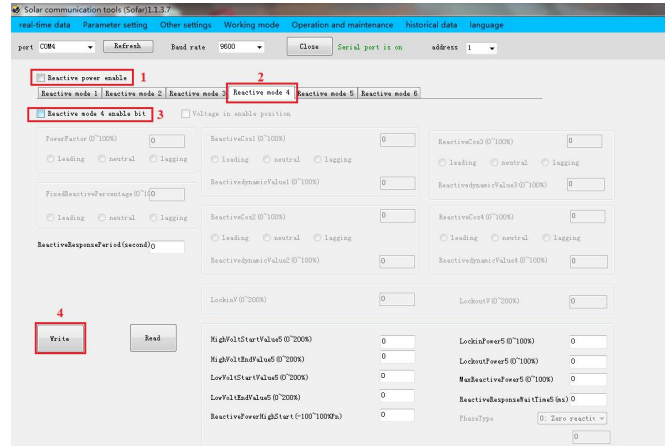 Solar communication tools (Sofar)1.1.3.7
real-time data Parameter setting Other settings Working mode Operation and maintenance historical data language
port COM4 Refresh Baud rate 9600 Close Serial port is on address 1
Reactive power enable 1 2
Reactive mode 1 Reactive mode 2 Reactive mode 3 Reactive mode 4 Reactive mode 5 Reactive mode 6
Reactive mode 4 enable bit 3 Voltage in enable position
PowerFactor(0~100%) 0 ReactiveCos1(0~100%) 0 ReactiveCos3(0~100%) 0
leading neutral lagging leading neutral lagging leading neutral lagging
FixedReactivePercentage(0~10 0 ReactivedynamicValue1(0~100%) 0 ReactivedynamicValue3(0~100%) 0
leading neutral lagging ReactiveCos2(0~100%) 0 ReactiveCos4(0~100%) 0
ReactiveResponsePeriod(second) 0 leading neutral lagging leading neutral lagging
ReactivedynamicValue2(0~100%) 0 ReactivedynamicValue4(0~100%) 0
LockinV(0~200%) 0 LockoutV(0~200%) 0
4
Write Read HighVoltStartValue5(0~200%) 0 LockinPower5(0~100%) 0
HighVoltEndValue5(0~200%) 0 LockoutPower5(0~100%) 0
LowVoltStartValue5(0~200%) 0 MaxReactivePower5(0~100%) 0
LowVoltEndValue5(0~200%) 0 ReactiveResponseWaitTime5(ms) 0
ReactivePowerHighStart(-100~100%Pn) 0 PhaseType 0: Zero reactiv
0